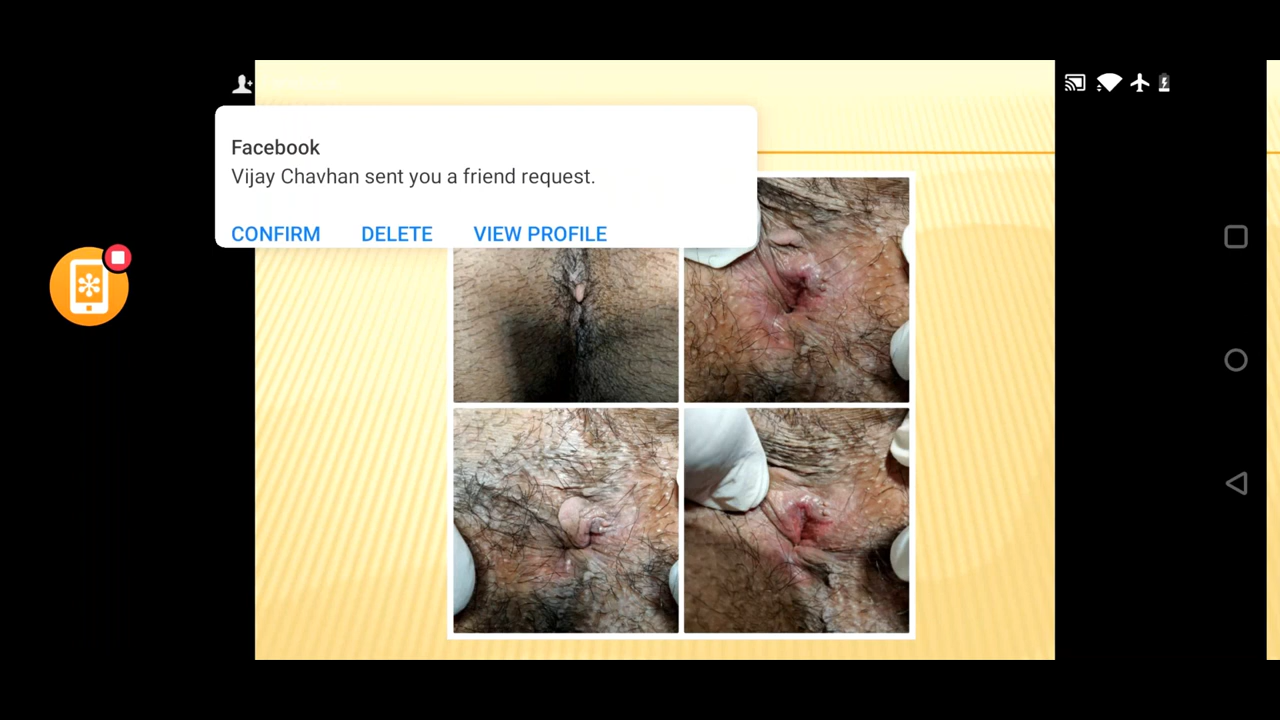 Facebook
Vijay Chavhan sent you a friend request.
CONFIRM DELETE VIEW PROFILE